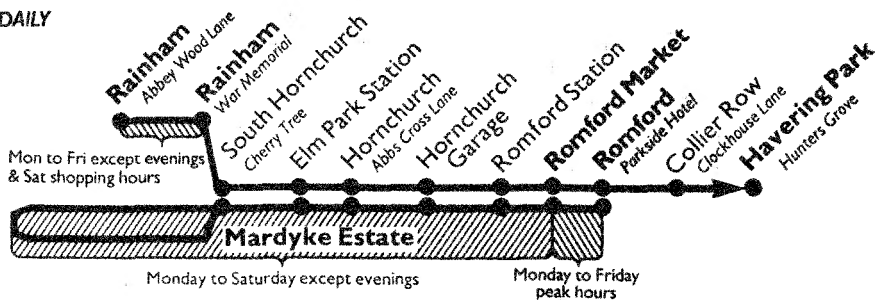 DAILY
Rainham
Abbey Wood Lane
Rainham
War Memorial
South Hornchurch
Cherry Tree
Elm Park Station
Hornchurch
Abbs Cross Lane
Hornchurch
Garage
Romford Station
Romford Market
Romford
Parkside Hotel
Collier Row
Clockhouse Lane
Havering Park
Hunters Grove
Mon to Fri except evenings
& Sat shopping hours
Mardyke Estate
Monday to Saturday except evenings
Monday to Friday
peak hours